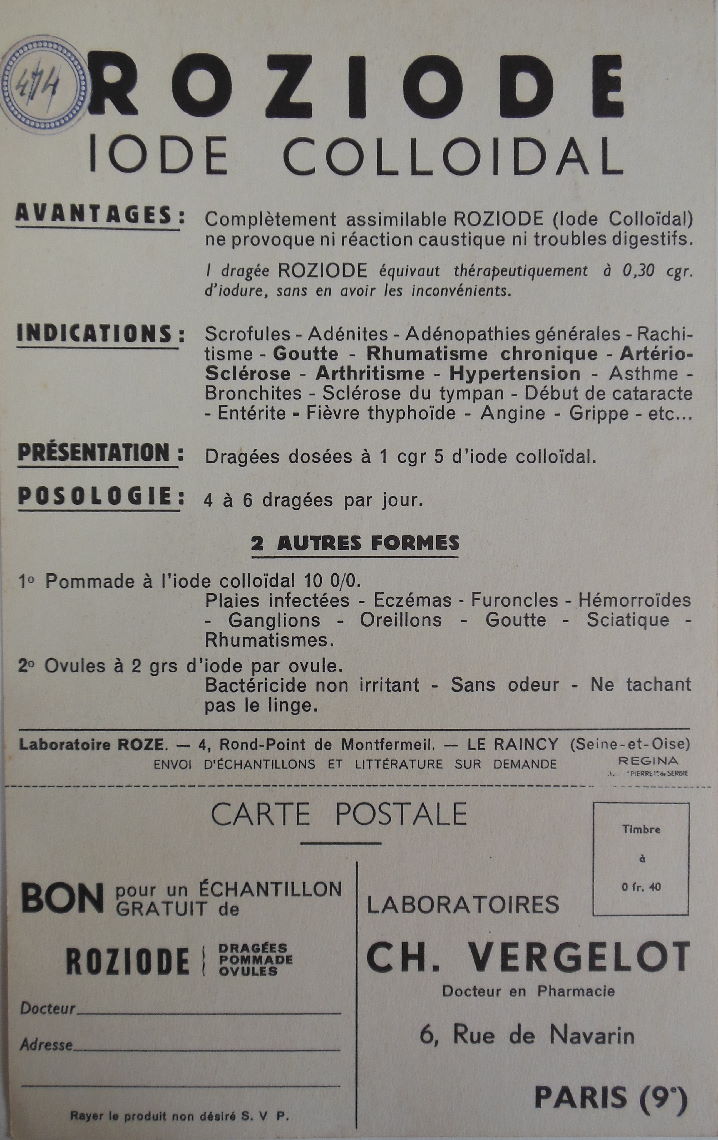 474
ROZIODE
IODE COLLOIDAL
AVANTAGES : Complètement assimilable ROZIODE (Iode Colloïdal)
ne provoque ni réaction caustique ni troubles digestifs.
1 dragée ROZIODE équivaut thérapeutiquement à 0,30 cgr.
d'iodure, sans en avoir les inconvénients.
INDICATIONS : Scrofules - Adénites - Adénopathies générales - Rachi-
tisme - Goutte - Rhumatisme chronique - Artério-
Sclérose - Arthritisme - Hypertension - Asthme -
Bronchites - Sclérose du tympan - Début de cataracte
- Entérite - Fièvre thyphoïde - Angine - Grippe - etc...
PRÉSENTATION : Dragées dosées à 1 cgr 5 d'iode colloïdal.
POSOLOGIE : 4 à 6 dragées par jour.
2 AUTRES FORMES
1º Pommade à l'iode colloïdal 10 0/0.
Plaies infectées - Eczémas - Furoncles - Hémorroïdes
- Ganglions - Oreillons - Goutte - Sciatique -
Rhumatismes.
2º Ovules à 2 grs d'iode par ovule.
Bactéricide non irritant - Sans odeur - Ne tachant
pas le linge.
Laboratoire ROZE. — 4, Rond-Point de Montfermeil. — LE RAINCY (Seine-et-Oise)
ENVOI D'ÉCHANTILLONS ET LITTÉRATURE SUR DEMANDE
REGINA
PIERRE 1er de SERBIE
CARTE POSTALE
Timbre
à
0 fr. 40
BON pour un ÉCHANTILLON
GRATUIT de
ROZIODE
DRAGÉES
POMMADE
OVULES
Docteur
Adresse
Rayer le produit non désiré S. V P.
LABORATOIRES
CH. VERGELOT
Docteur en Pharmacie
6, Rue de Navarin
PARIS (9e)